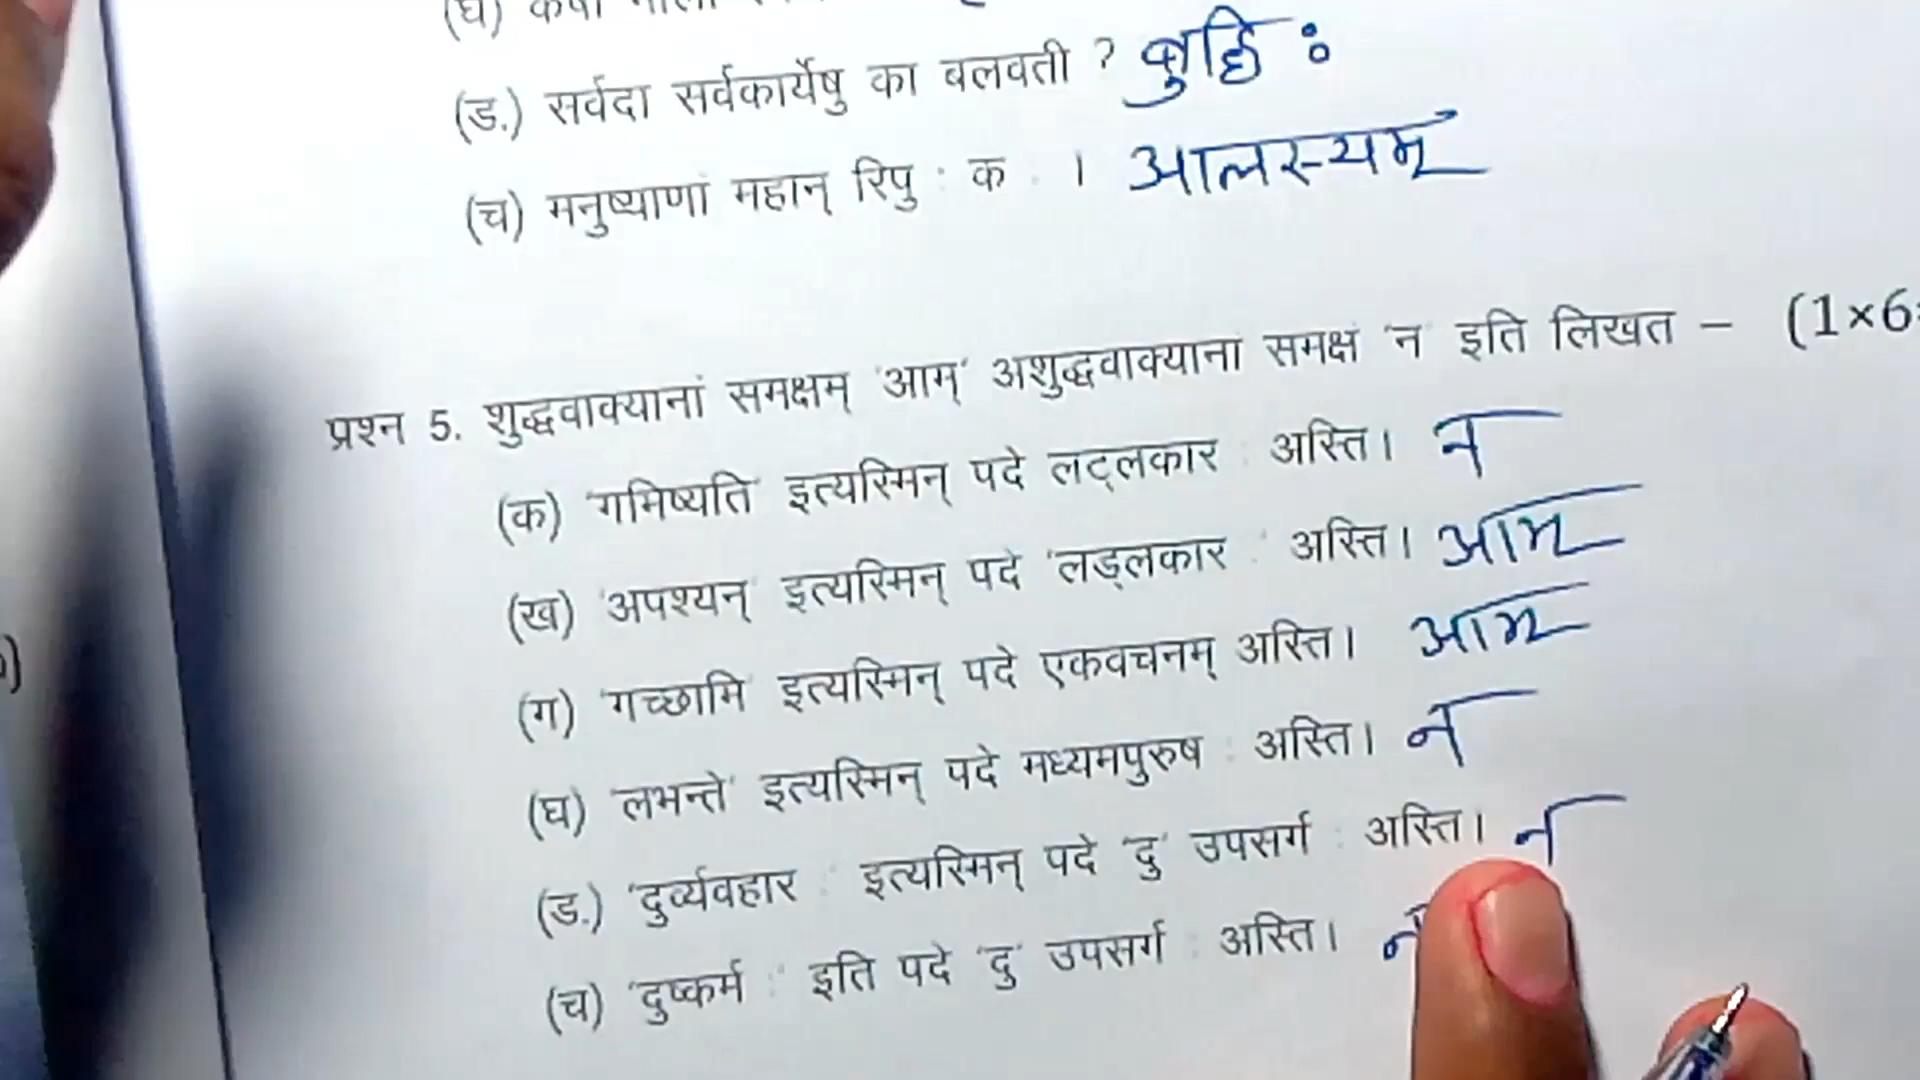 (ड.) सर्वदा सर्वकार्येषु का बलवती ? बुद्धिः
(च) मनुष्याणां महान् रिपु : क : । आलस्यम्
प्रश्न 5. शुद्धवाक्यानां समक्षम् 'आम्' अशुद्धवाक्यानां समक्षं 'न' इति लिखत – (1×6=
(क) 'गमिष्यति' इत्यस्मिन् पदे लट्लकार : अस्ति। न
(ख) 'अपश्यन्' इत्यस्मिन् पदे 'लड्लकार : ' अस्ति। आम्
(ग) 'गच्छामि' इत्यस्मिन् पदे एकवचनम् अस्ति। आम्
(घ) 'लभन्ते' इत्यस्मिन् पदे मध्यमपुरुष : अस्ति। न
(ड.) 'दुर्व्यवहार : ' इत्यस्मिन् पदे 'दु' उपसर्ग : अस्ति। न
(च) 'दुष्कर्म : ' इति पदे 'दु' उपसर्ग : अस्ति। न